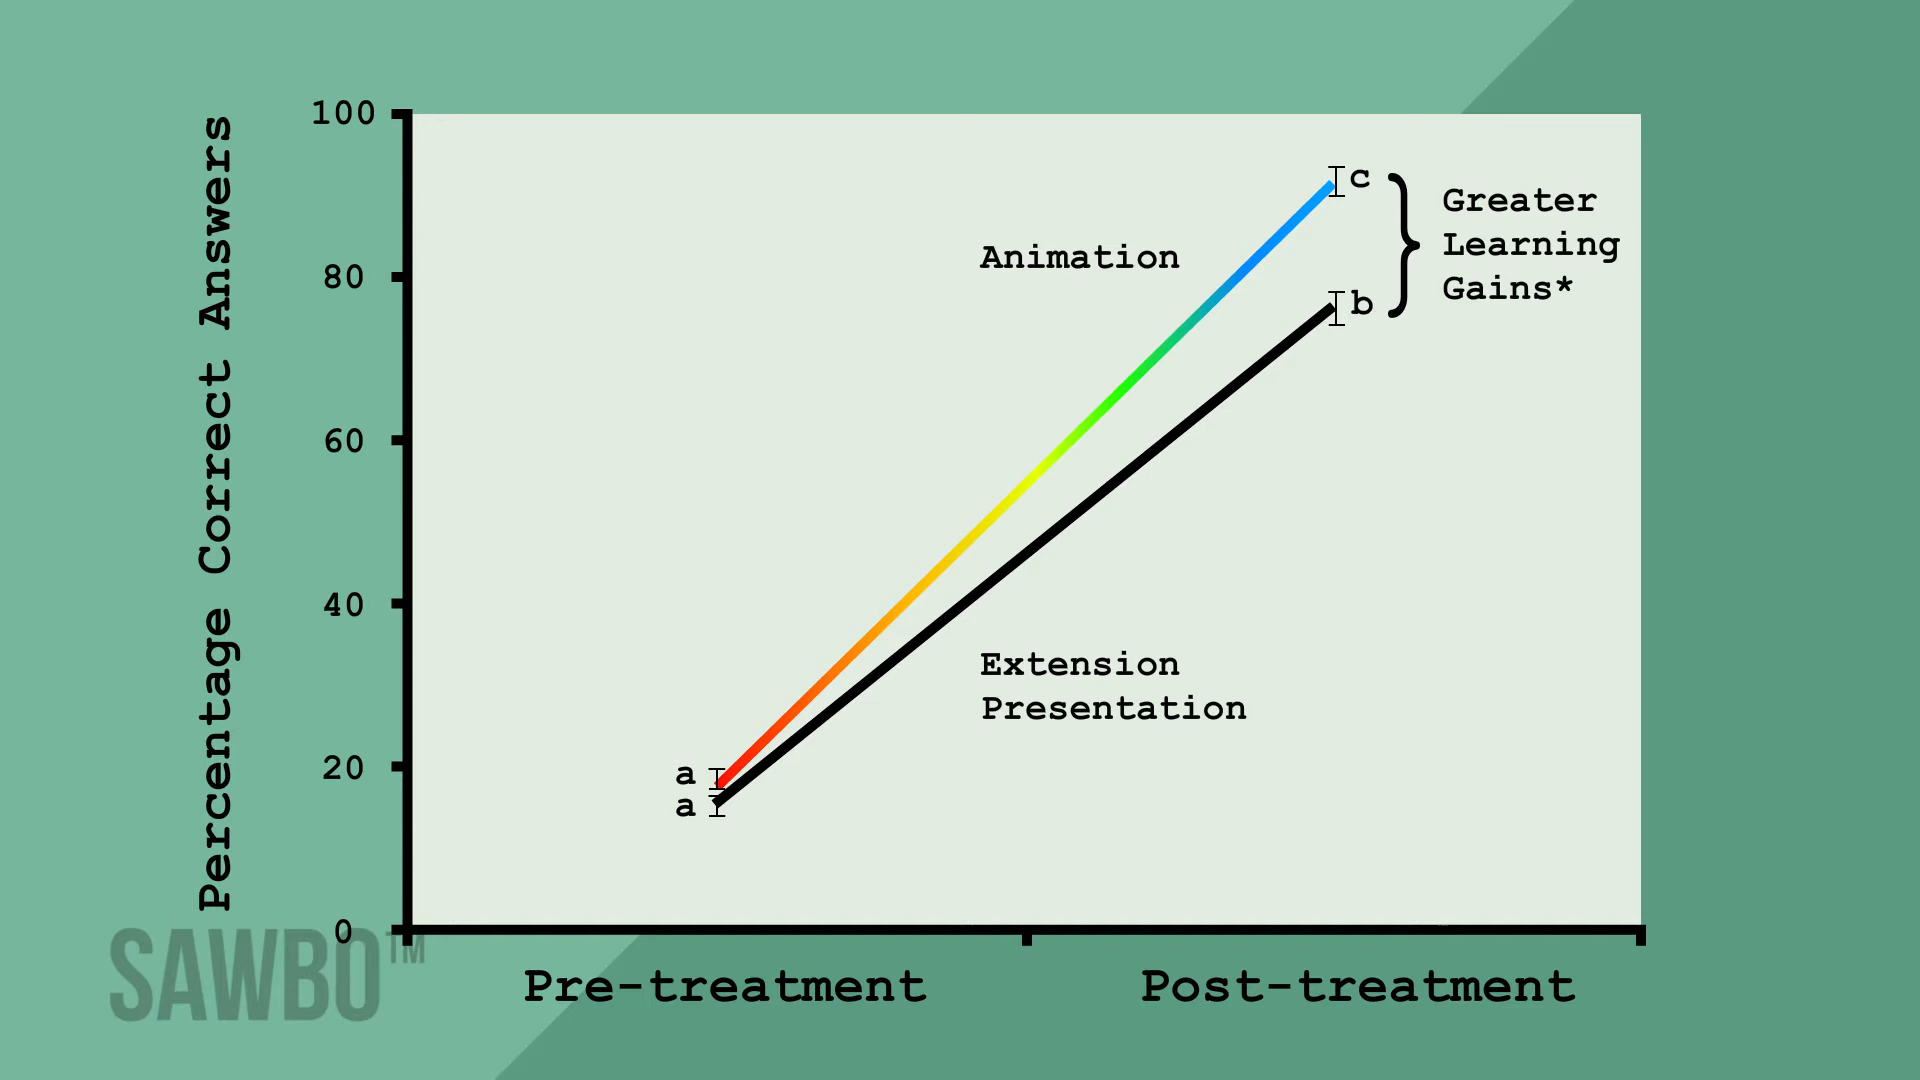 Percentage Correct Answers
100
80
60
40
20
0
Animation
Extension
Presentation
a
a
c
b
Greater
Learning
Gains*
Pre-treatment
Post-treatment
SAWBO™